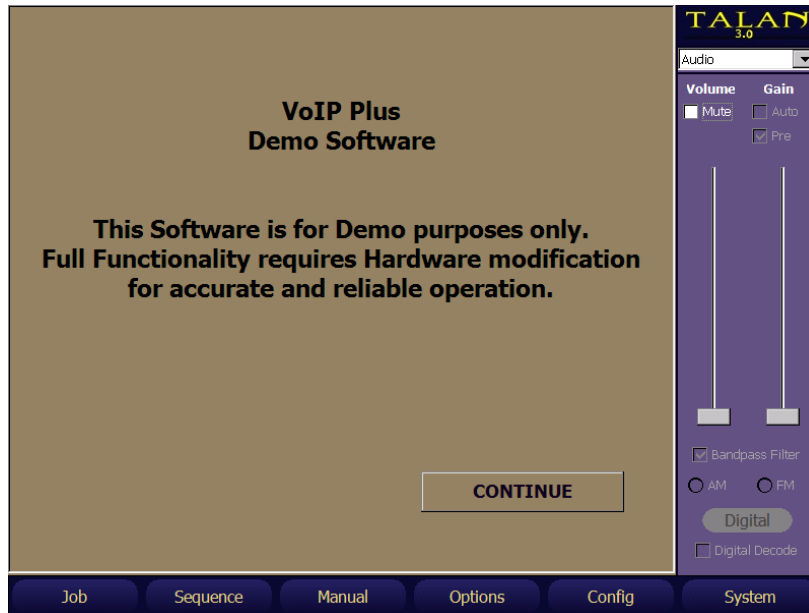 VoIP Plus
Demo Software
This Software is for Demo purposes only.
Full Functionality requires Hardware modification
for accurate and reliable operation.
CONTINUE
TALAN
3.0
Audio
Volume Gain
Mute Auto
Pre
Bandpass Filter
AM FM
Digital
Digital Decode
Job Sequence Manual Options Config System